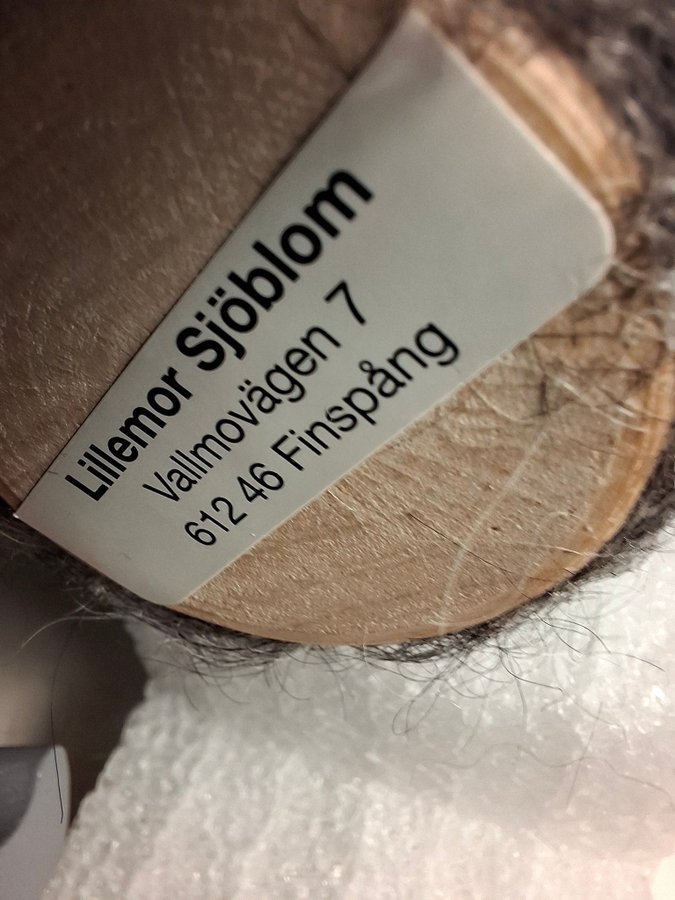 Lillemor Sjöblom
Vallmovägen 7
612 46 Finspång